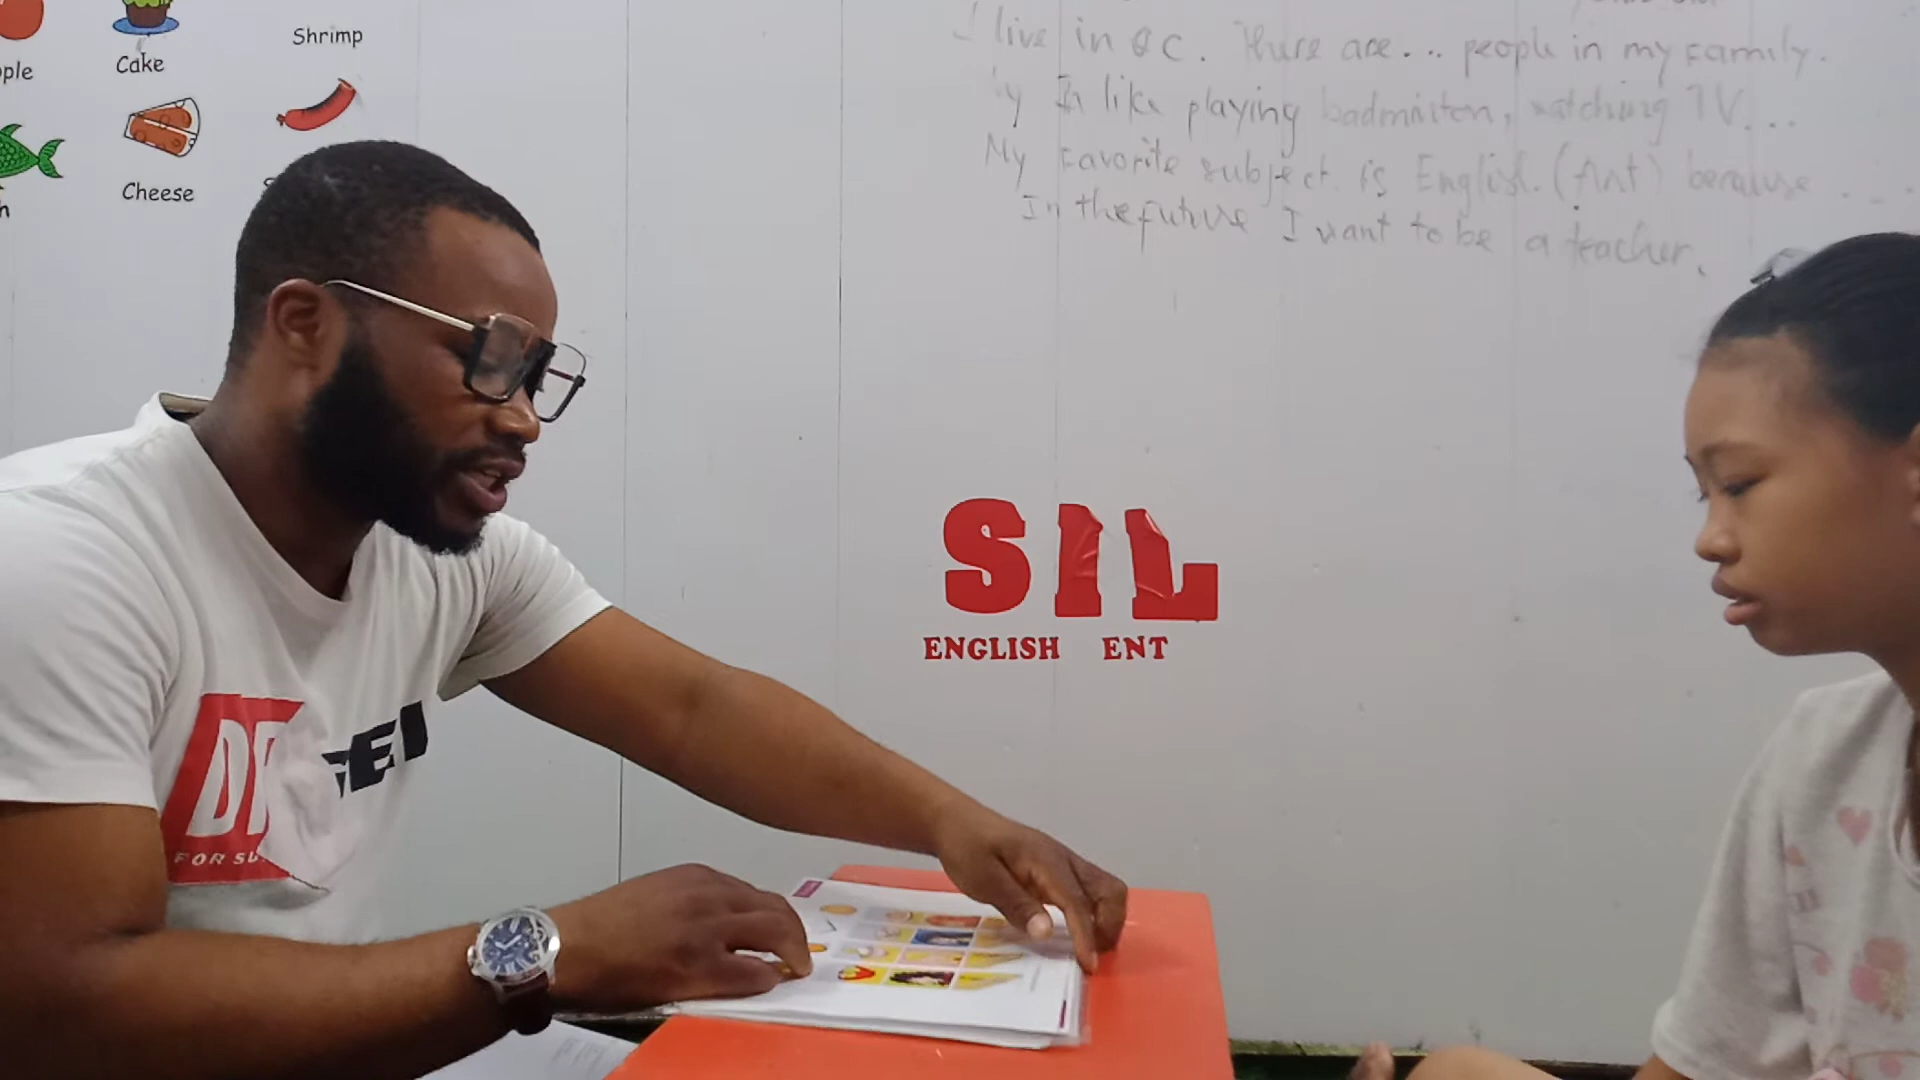 Shrimp
Cake
Cheese
I live in QC. There are... people in my family.
In like playing badminton, watching TV...
My Favorite subject is English. (Art) because ....
In the future I want to be a teacher.
SIL
ENGLISH ENT
FOR SU